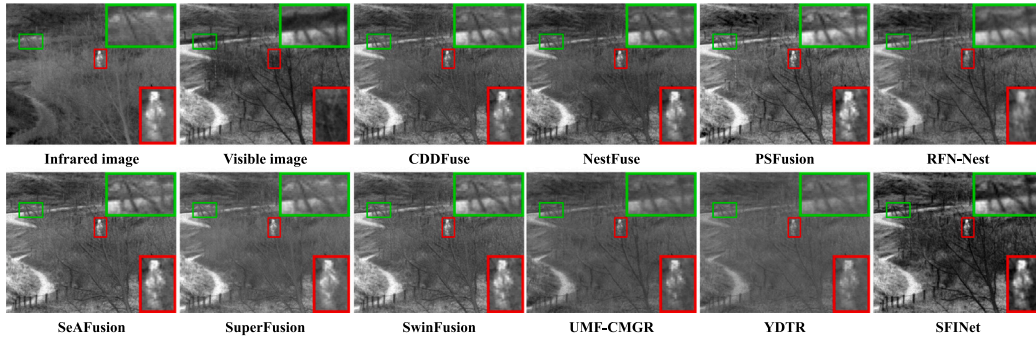 Infrared image Visible image CDDFuse NestFuse PSFusion RFN-Nest
SeAFusion SuperFusion SwinFusion UMF-CMGR YDTR SFINet